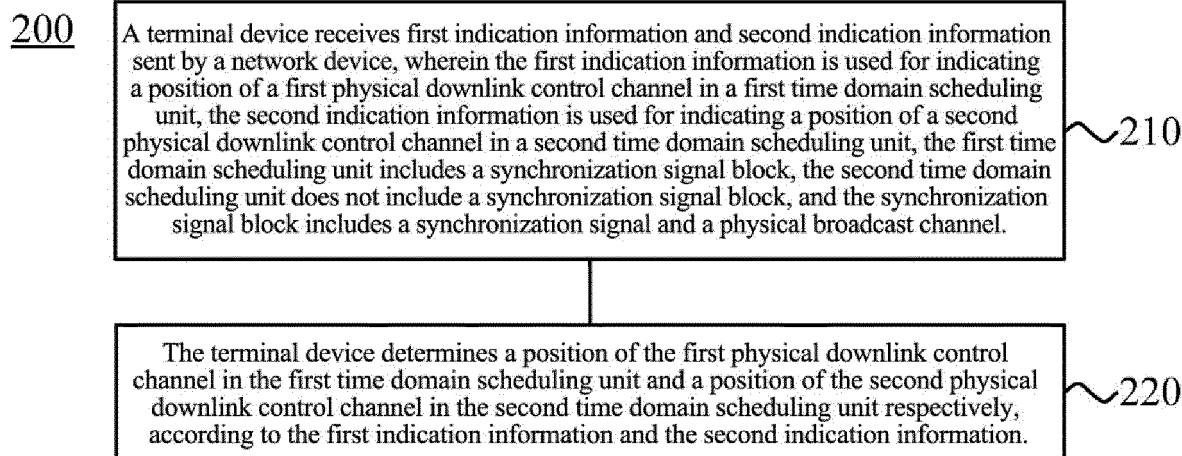 200
A terminal device receives first indication information and second indication information
sent by a network device, wherein the first indication information is used for indicating
a position of a first physical downlink control channel in a first time domain scheduling
unit, the second indication information is used for indicating a position of a second
physical downlink control channel in a second time domain scheduling unit, the first time
domain scheduling unit includes a synchronization signal block, the second time domain
scheduling unit does not include a synchronization signal block, and the synchronization
signal block includes a synchronization signal and a physical broadcast channel.
210
The terminal device determines a position of the first physical downlink control
channel in the first time domain scheduling unit and a position of the second physical
downlink control channel in the second time domain scheduling unit respectively,
according to the first indication information and the second indication information.
220